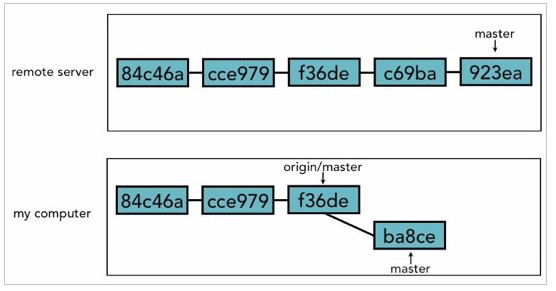 master
remote server
84c46a cce979 f36de c69ba 923ea
origin/master
84c46a cce979 f36de
my computer
ba8ce
master